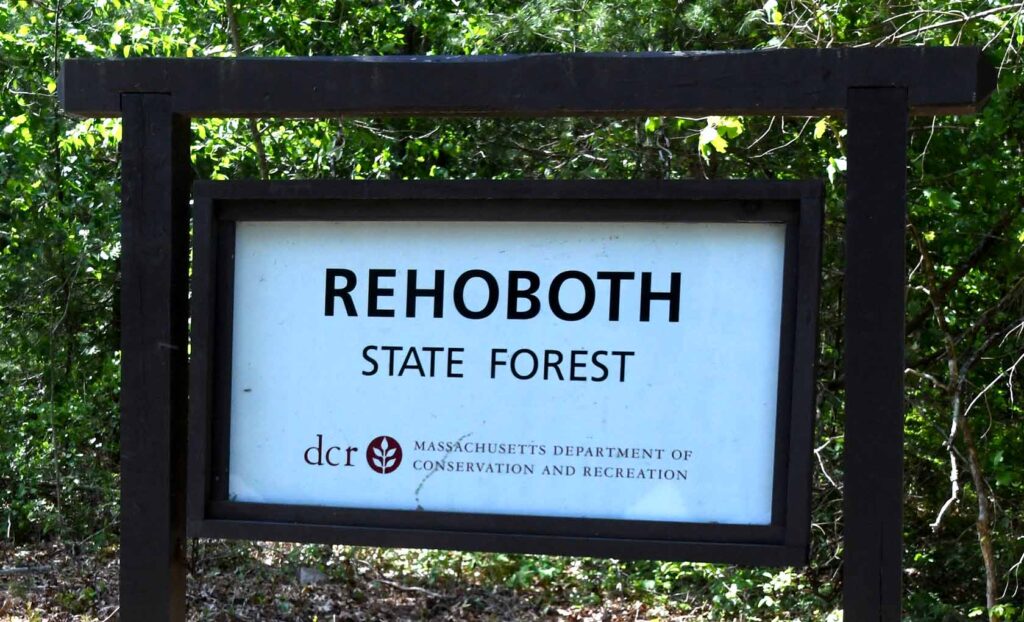 REHOBOTH
STATE FOREST
dcr MASSACHUSETTS DEPARTMENT OF
CONSERVATION AND RECREATION